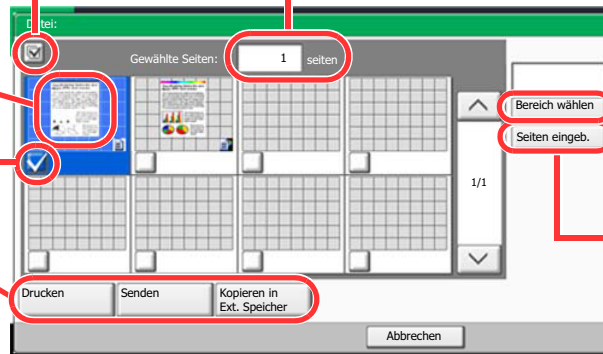 Datei:
Gewählte Seiten: 1 seiten
Bereich wählen
Seiten eingeb.
1/1
Drucken
Senden
Kopieren in
Ext. Speicher
Abbrechen